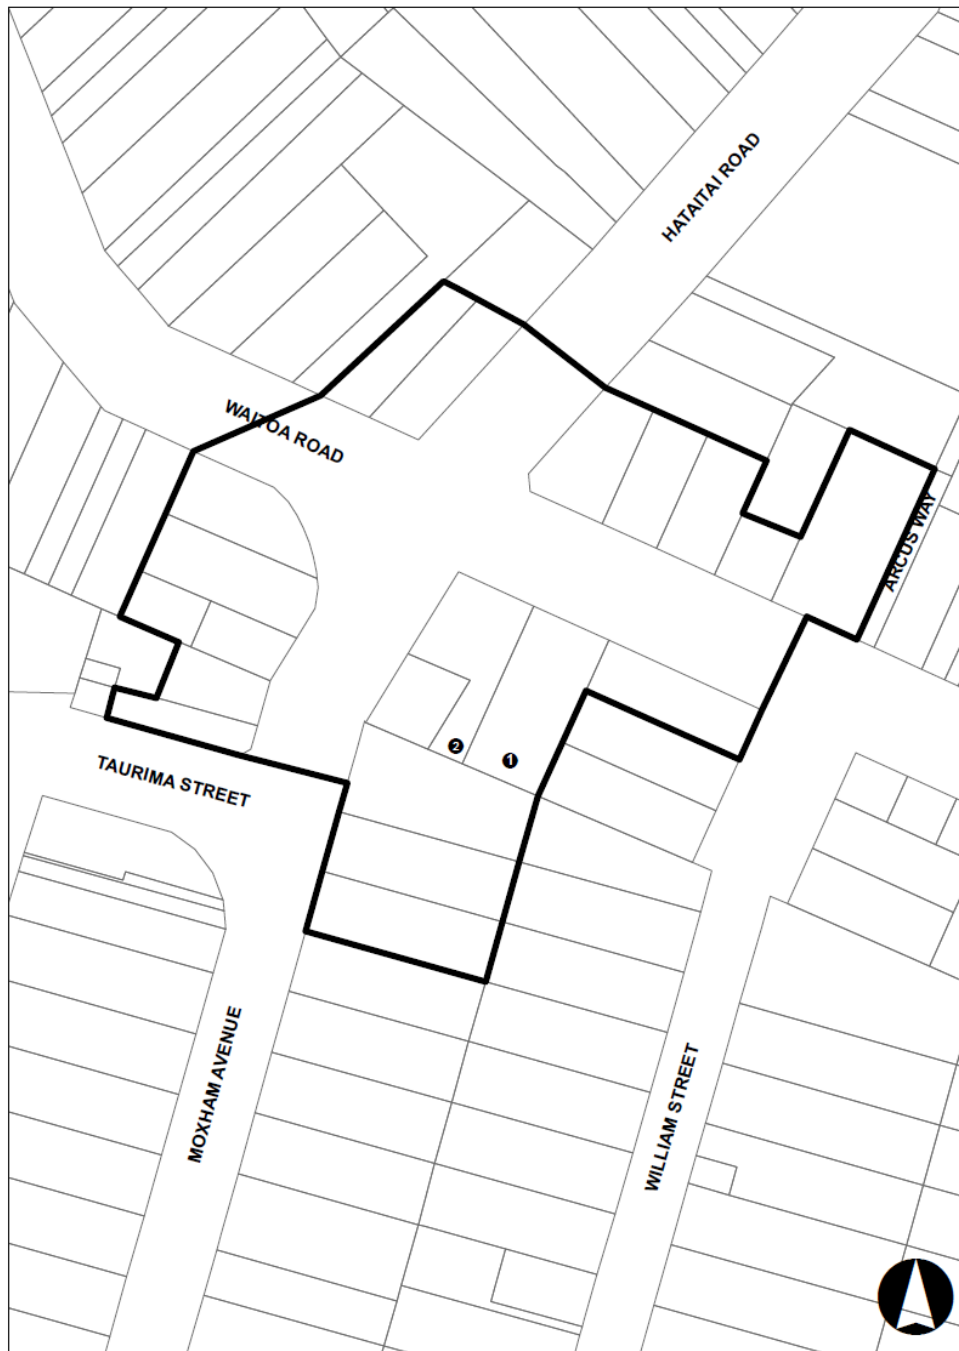 HATAITAI ROAD
WAITOA ROAD
ARCUS WAY
2
1
TAURIMA STREET
MOXHAM AVENUE
WILLIAM STREET